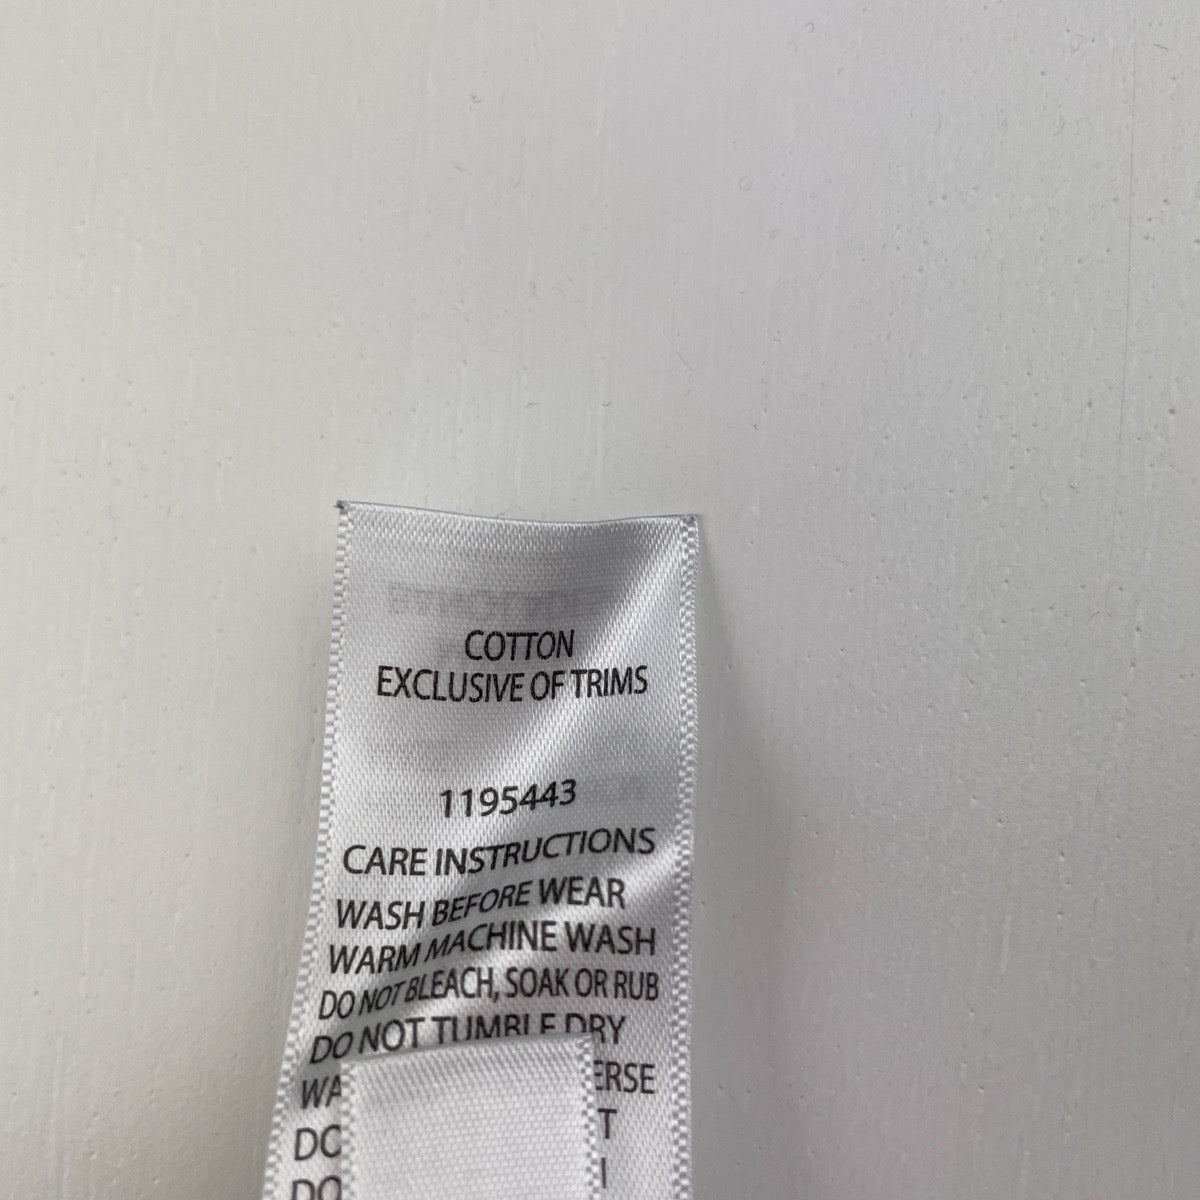 COTTON
EXCLUSIVE OF TRIMS
1195443
CARE INSTRUCTIONS
WASH BEFORE WEAR
WARM MACHINE WASH
DO NOT BLEACH, SOAK OR RUB
DO NOT TUMBLE DRY